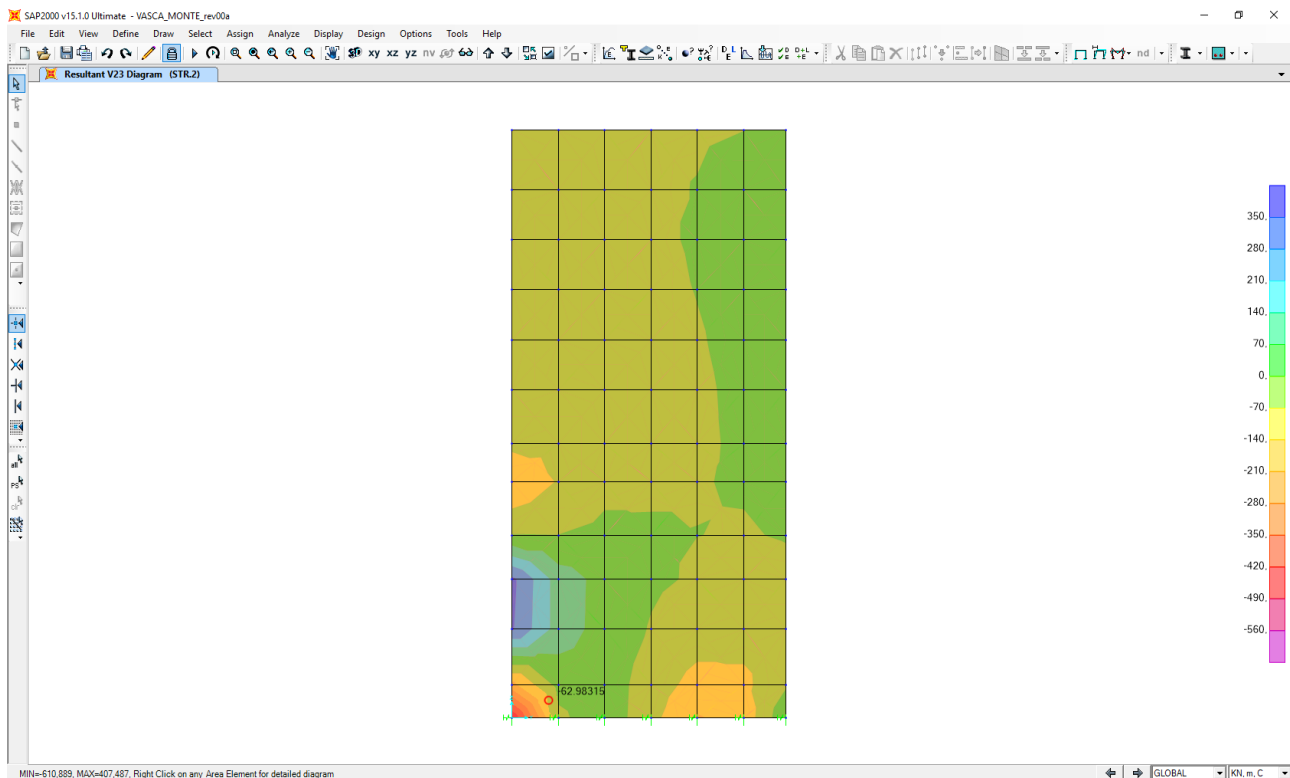 SAP2000 v15.1.0 Ultimate - VASCA_MONTE_rev00a
File Edit View Define Draw Select Assign Analyze Display Design Options Tools Help
xy xz yz nv nd
Resultant V23 Diagram (STR.2)
350.
280.
210.
140.
70.
0.
-70.
-140.
-210.
-280.
-350.
-420.
-490.
-560.
all
PS
clr
-62.98315
MIN=-610,889, MAX=407,487, Right Click on any Area Element for detailed diagram
GLOBAL
KN, m, C